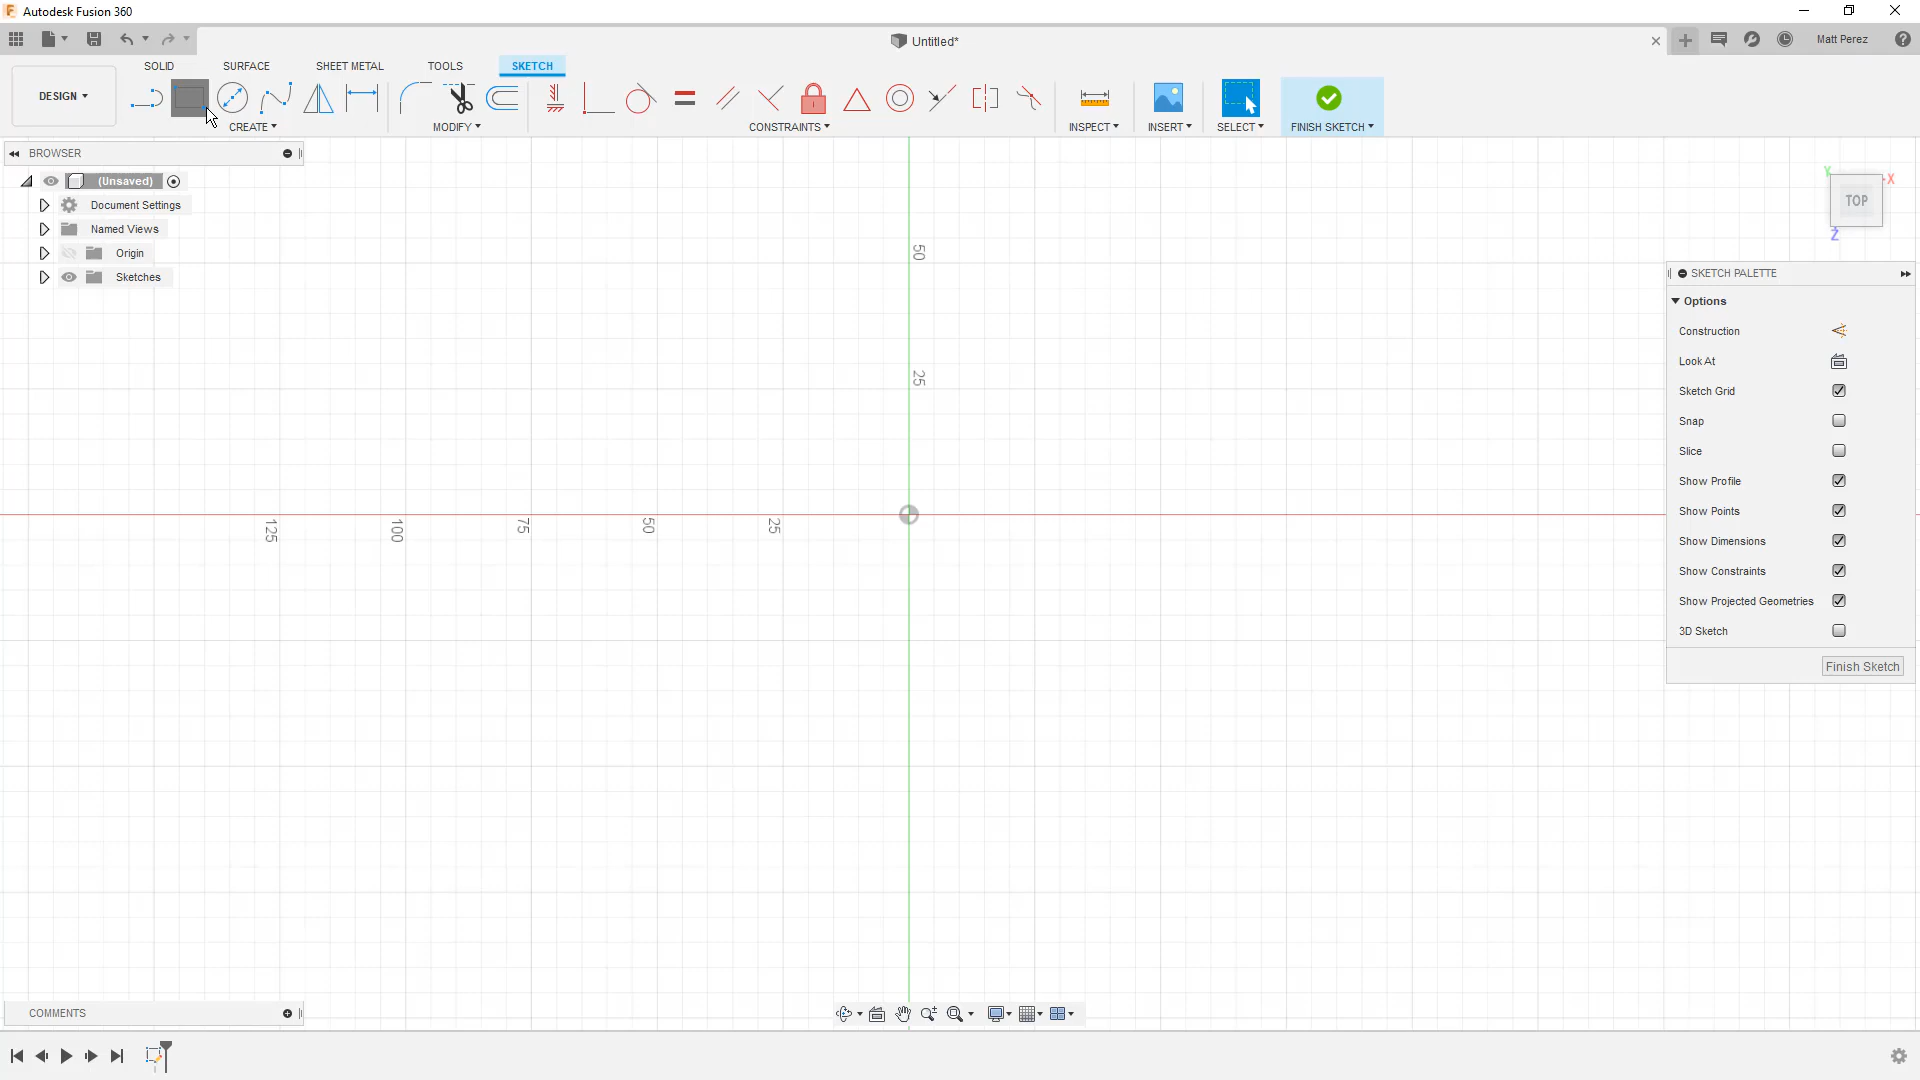 Autodesk Fusion 360
Untitled*
Matt Perez
SOLID
SURFACE
SHEET METAL
TOOLS
SKETCH
DESIGN
CREATE
MODIFY
CONSTRAINTS
INSPECT
INSERT
SELECT
FINISH SKETCH
BROWSER
(Unsaved)
Document Settings
Named Views
Origin
Sketches
50
25
125
100
75
50
25
TOP
Y
X
Z
SKETCH PALETTE
Options
Construction
Look At
Sketch Grid
Snap
Slice
Show Profile
Show Points
Show Dimensions
Show Constraints
Show Projected Geometries
3D Sketch
Finish Sketch
COMMENTS